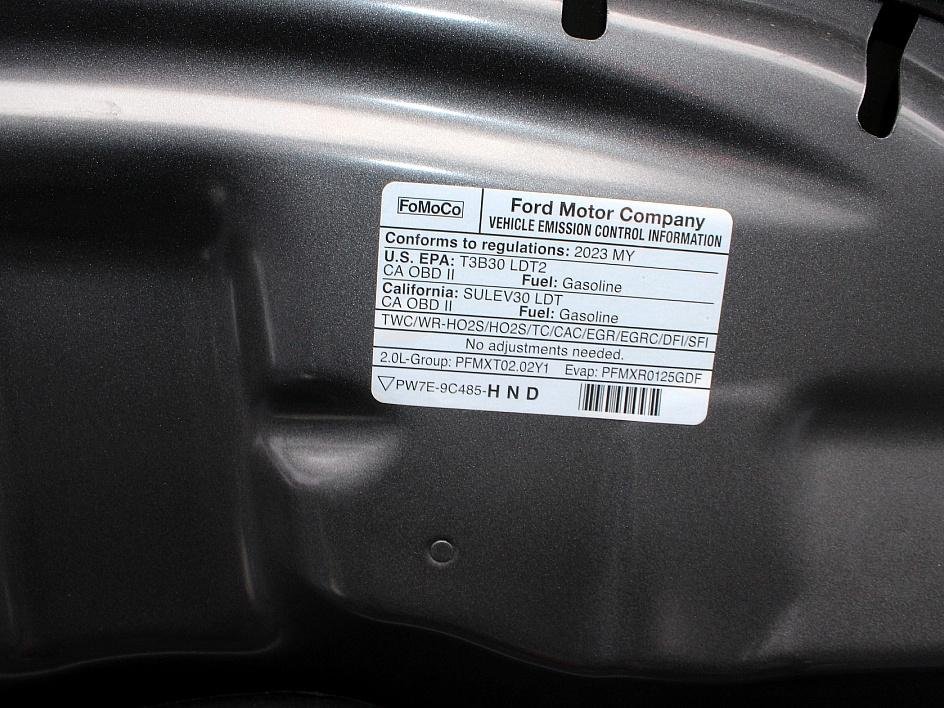 FoMoCo
Ford Motor Company
VEHICLE EMISSION CONTROL INFORMATION
Conforms to regulations: 2023 MY
U.S. EPA: T3B30 LDT2
CA OBD II Fuel: Gasoline
California: SULEV30 LDT
CA OBD II Fuel: Gasoline
TWC/WR-HO2S/HO2S/TC/CAC/EGR/EGRC/DFI/SFI
No adjustments needed.
2.0L-Group: PFMXT02.02Y1 Evap: PFMXR0125GDF
PW7E-9C485-H N D